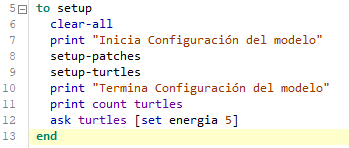 5 to setup
6 clear-all
7 print "Inicia Configuración del modelo"
8 setup-patches
9 setup-turtles
10 print "Termina Configuración del modelo"
11 print count turtles
12 ask turtles [set energia 5]
13 end